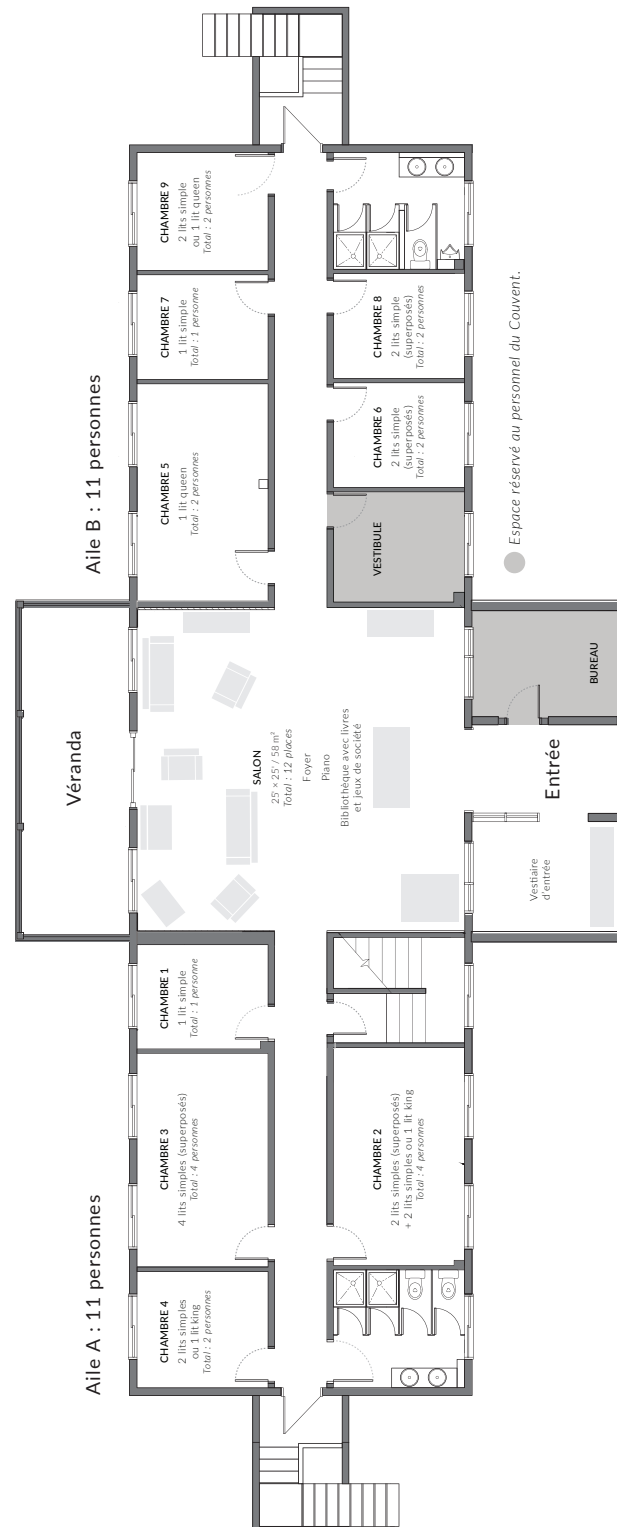 Aile A : 11 personnes
Aile B : 11 personnes
Véranda
CHAMBRE 4
2 lits simples
ou 1 lit king
Total : 2 personnes
CHAMBRE 3
4 lits simples (superposés)
Total : 4 personnes
CHAMBRE 1
1 lit simple
Total : 1 personne
SALON
25' × 25' / 58 m²
Total : 12 places
Foyer
Piano
Bibliothèque avec livres
et jeux de société
CHAMBRE 5
1 lit queen
Total : 2 personnes
CHAMBRE 7
1 lit simple
Total : 1 personne
CHAMBRE 9
2 lits simple
ou 1 lit queen
Total : 2 personnes
CHAMBRE 2
2 lits simples (superposés)
+ 2 lits simples ou 1 lit king
Total : 4 personnes
VESTIBULE
CHAMBRE 6
2 lits simple
(superposés)
Total : 2 personnes
CHAMBRE 8
2 lits simple
(superposés)
Total : 2 personnes
Vestiaire
d'entrée
Entrée
BUREAU
Espace réservé au personnel du Couvent.